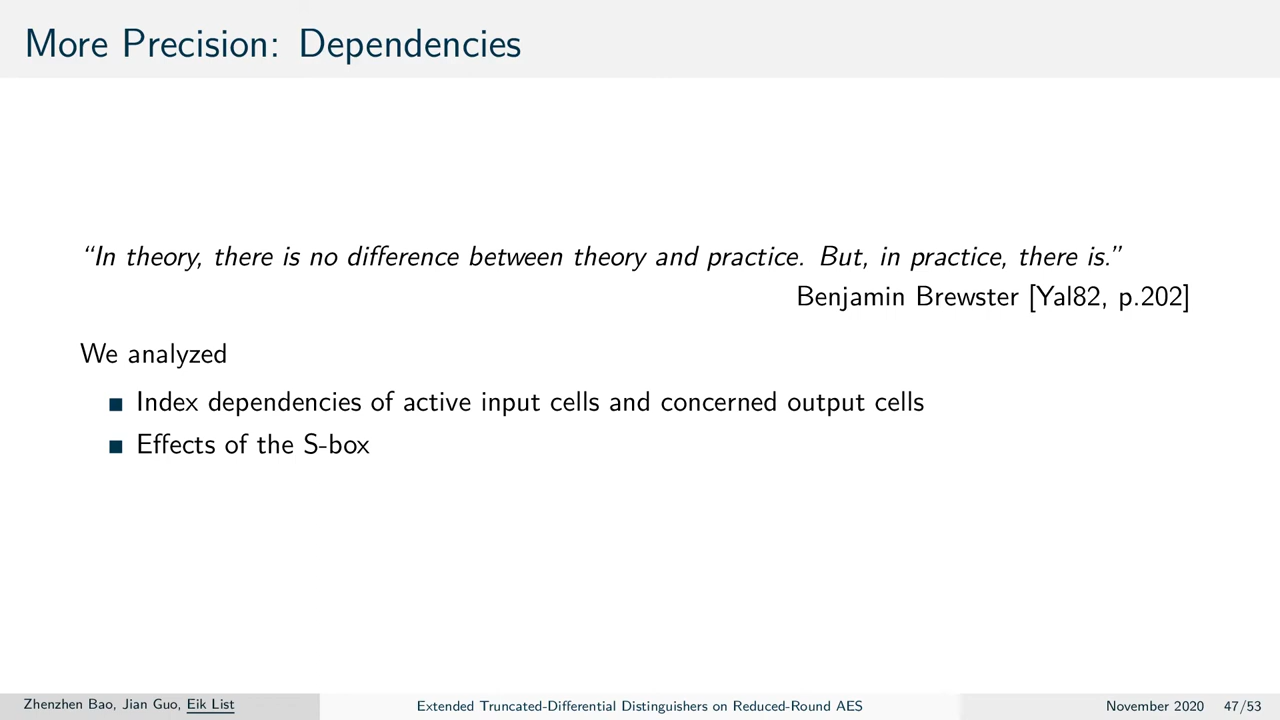 More Precision: Dependencies
“In theory, there is no difference between theory and practice. But, in practice, there is.”
Benjamin Brewster [Yal82, p.202]
We analyzed
Index dependencies of active input cells and concerned output cells
Effects of the S-box
Zhenzhen Bao, Jian Guo, Eik List
Extended Truncated-Differential Distinguishers on Reduced-Round AES
November 2020 47/53